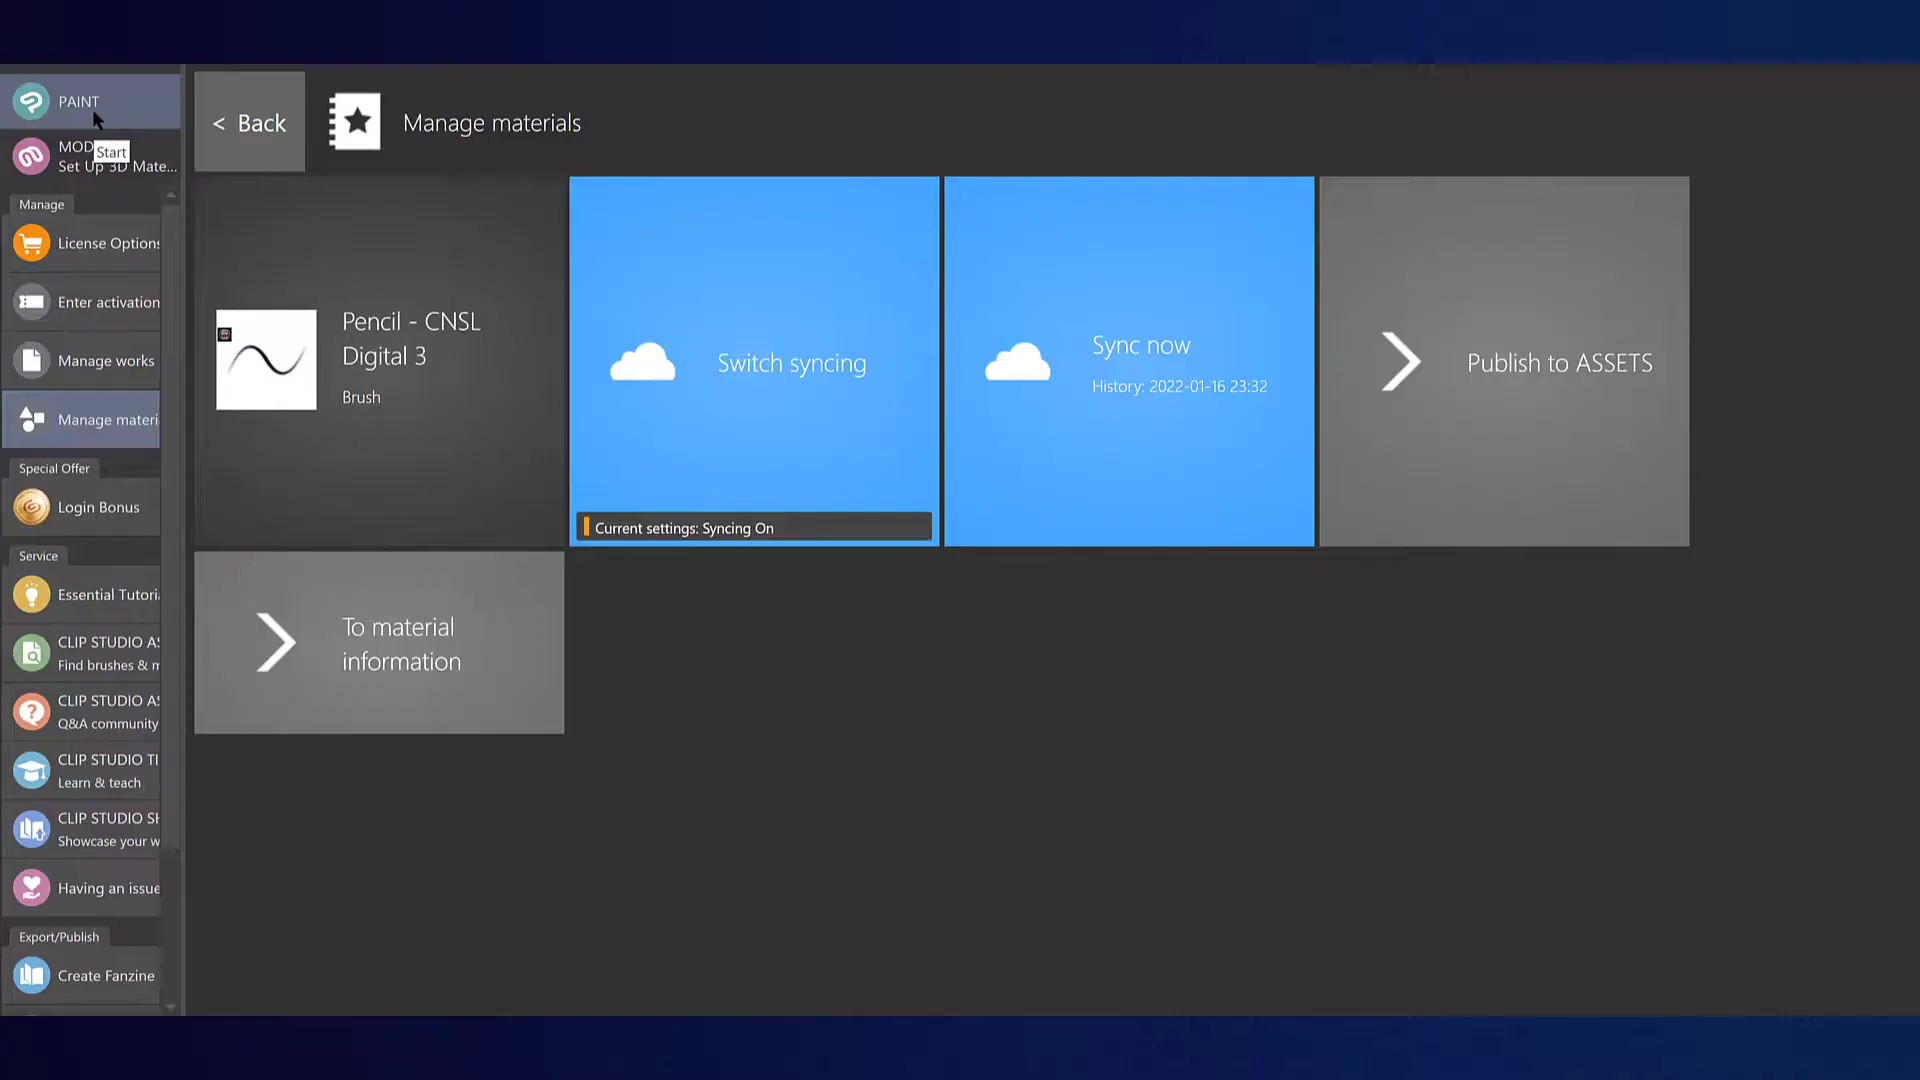 PAINT
MOD
Start
Set Up 3D Mate...
Manage
License Options
Enter activation
Manage works
Manage materi
Special Offer
Login Bonus
Service
Essential Tutori
CLIP STUDIO AS
Find brushes & m
CLIP STUDIO AS
Q&A community
CLIP STUDIO TI
Learn & teach
CLIP STUDIO SH
Showcase your w
Having an issue
Export/Publish
Create Fanzine
< Back
Manage materials
Pencil - CNSL
Digital 3
Brush
Switch syncing
Current settings: Syncing On
Sync now
History: 2022-01-16 23:32
Publish to ASSETS
To material
information